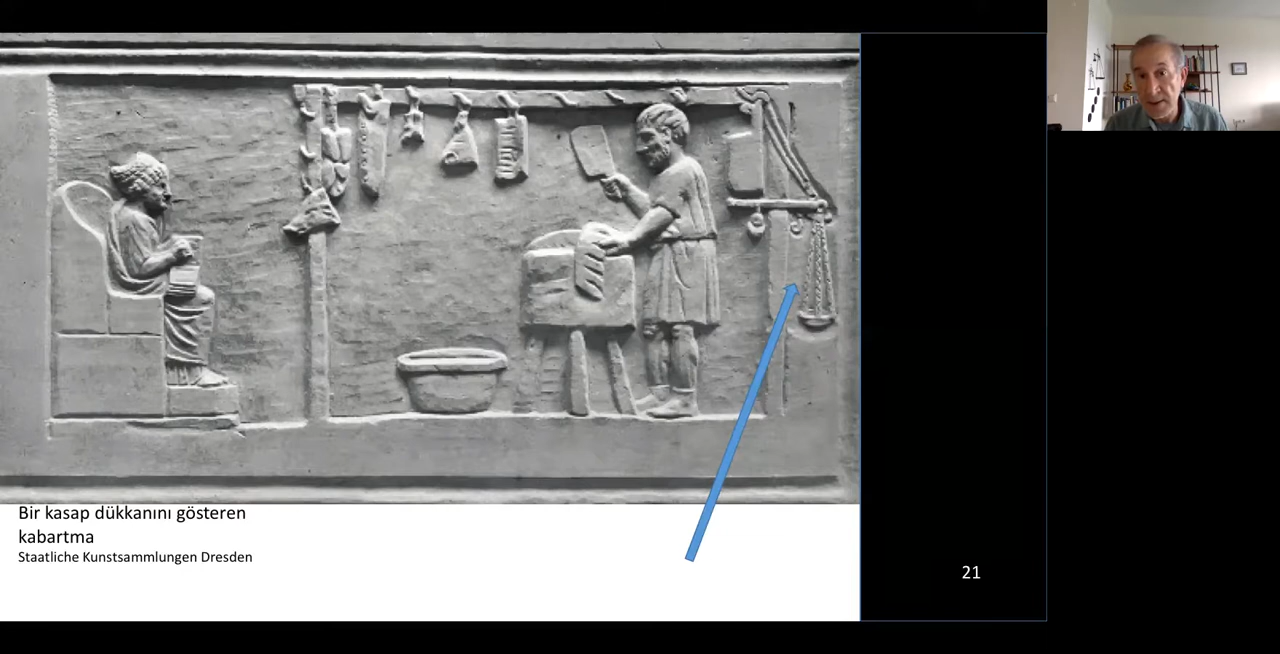 Bir kasap dükkanını gösteren
kabartma
Staatliche Kunstsammlungen Dresden
21